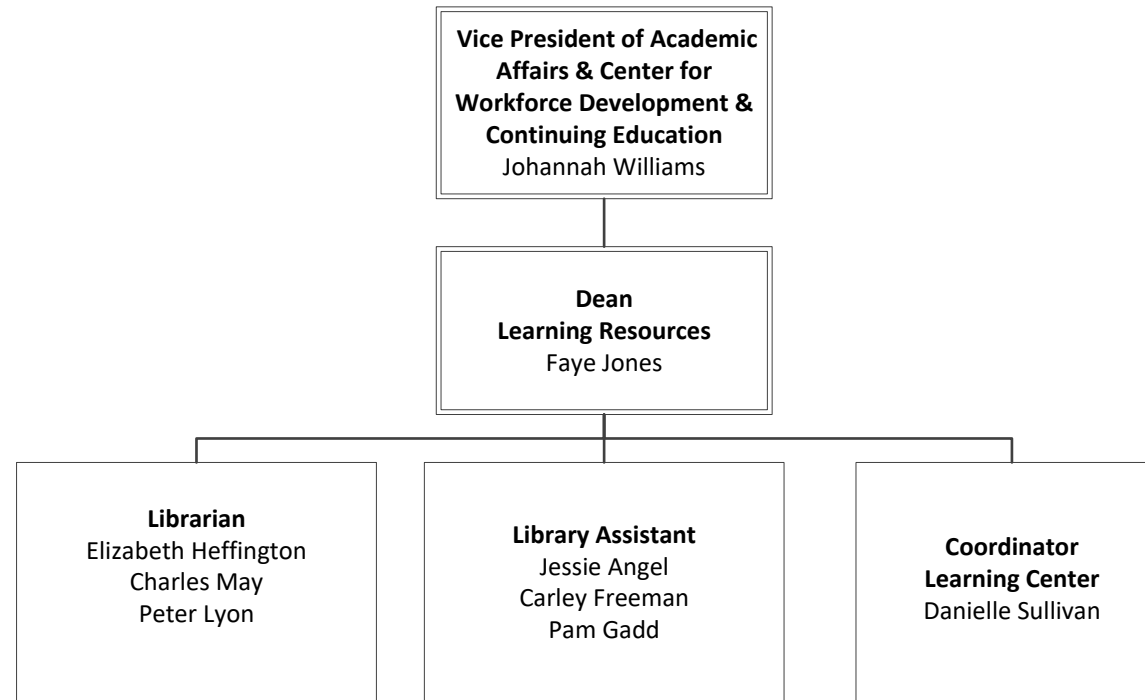 Vice President of Academic
Affairs & Center for
Workforce Development &
Continuing Education
Johannah Williams
Dean
Learning Resources
Faye Jones
Librarian
Elizabeth Heffington
Charles May
Peter Lyon
Library Assistant
Jessie Angel
Carley Freeman
Pam Gadd
Coordinator
Learning Center
Danielle Sullivan